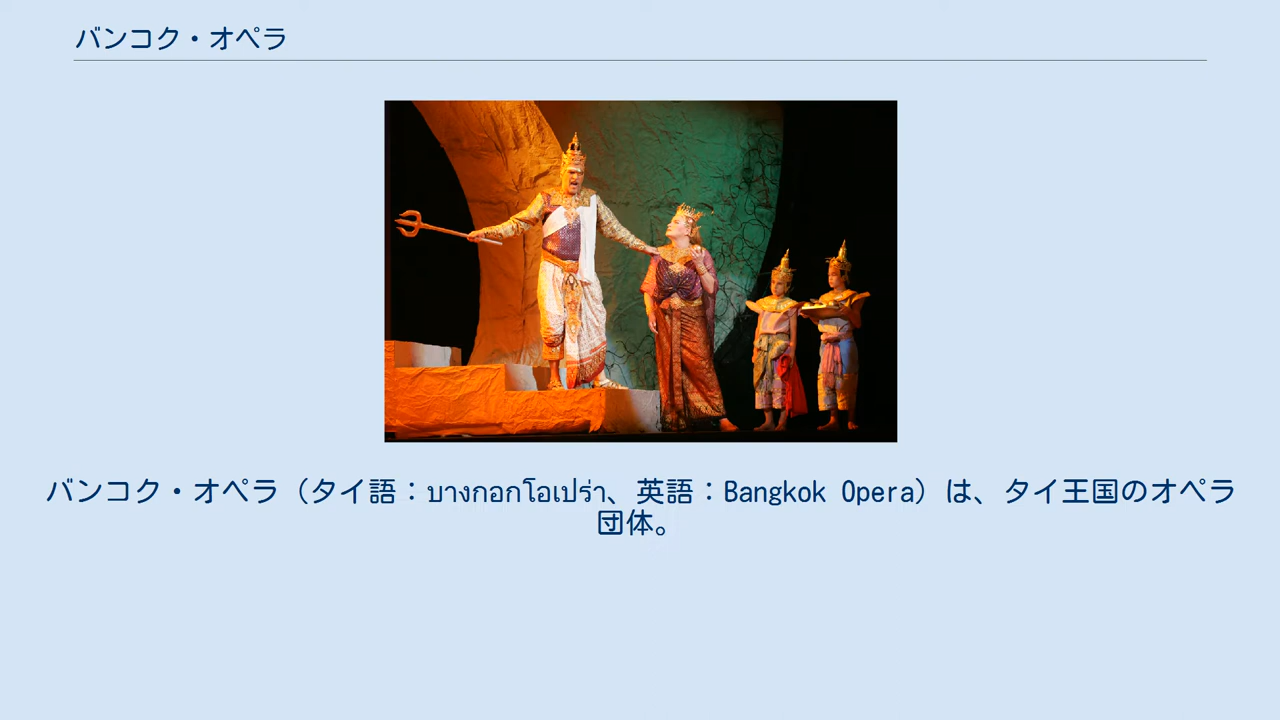 バンコク・オペラ
バンコク・オペラ（タイ語：บางกอกโอเปร่า、英語：Bangkok Opera）は、タイ王国のオペラ
団体。